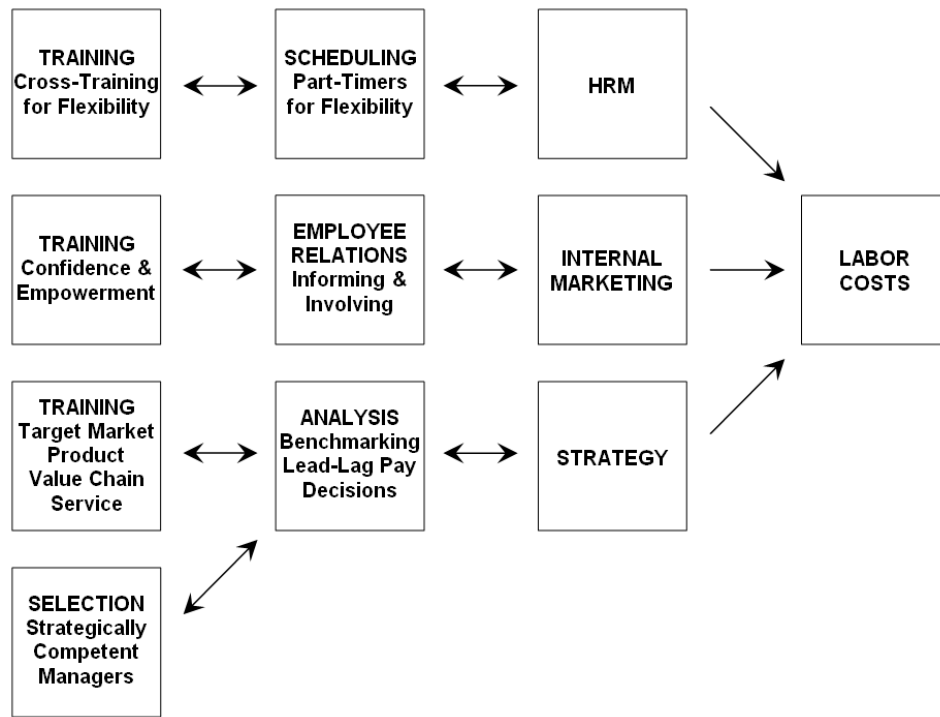 TRAINING
Cross-Training
for Flexibility
SCHEDULING
Part-Timers
for Flexibility
HRM
TRAINING
Confidence &
Empowerment
EMPLOYEE
RELATIONS
Informing &
Involving
INTERNAL
MARKETING
LABOR
COSTS
TRAINING
Target Market
Product
Value Chain
Service
ANALYSIS
Benchmarking
Lead-Lag Pay
Decisions
STRATEGY
SELECTION
Strategically
Competent
Managers